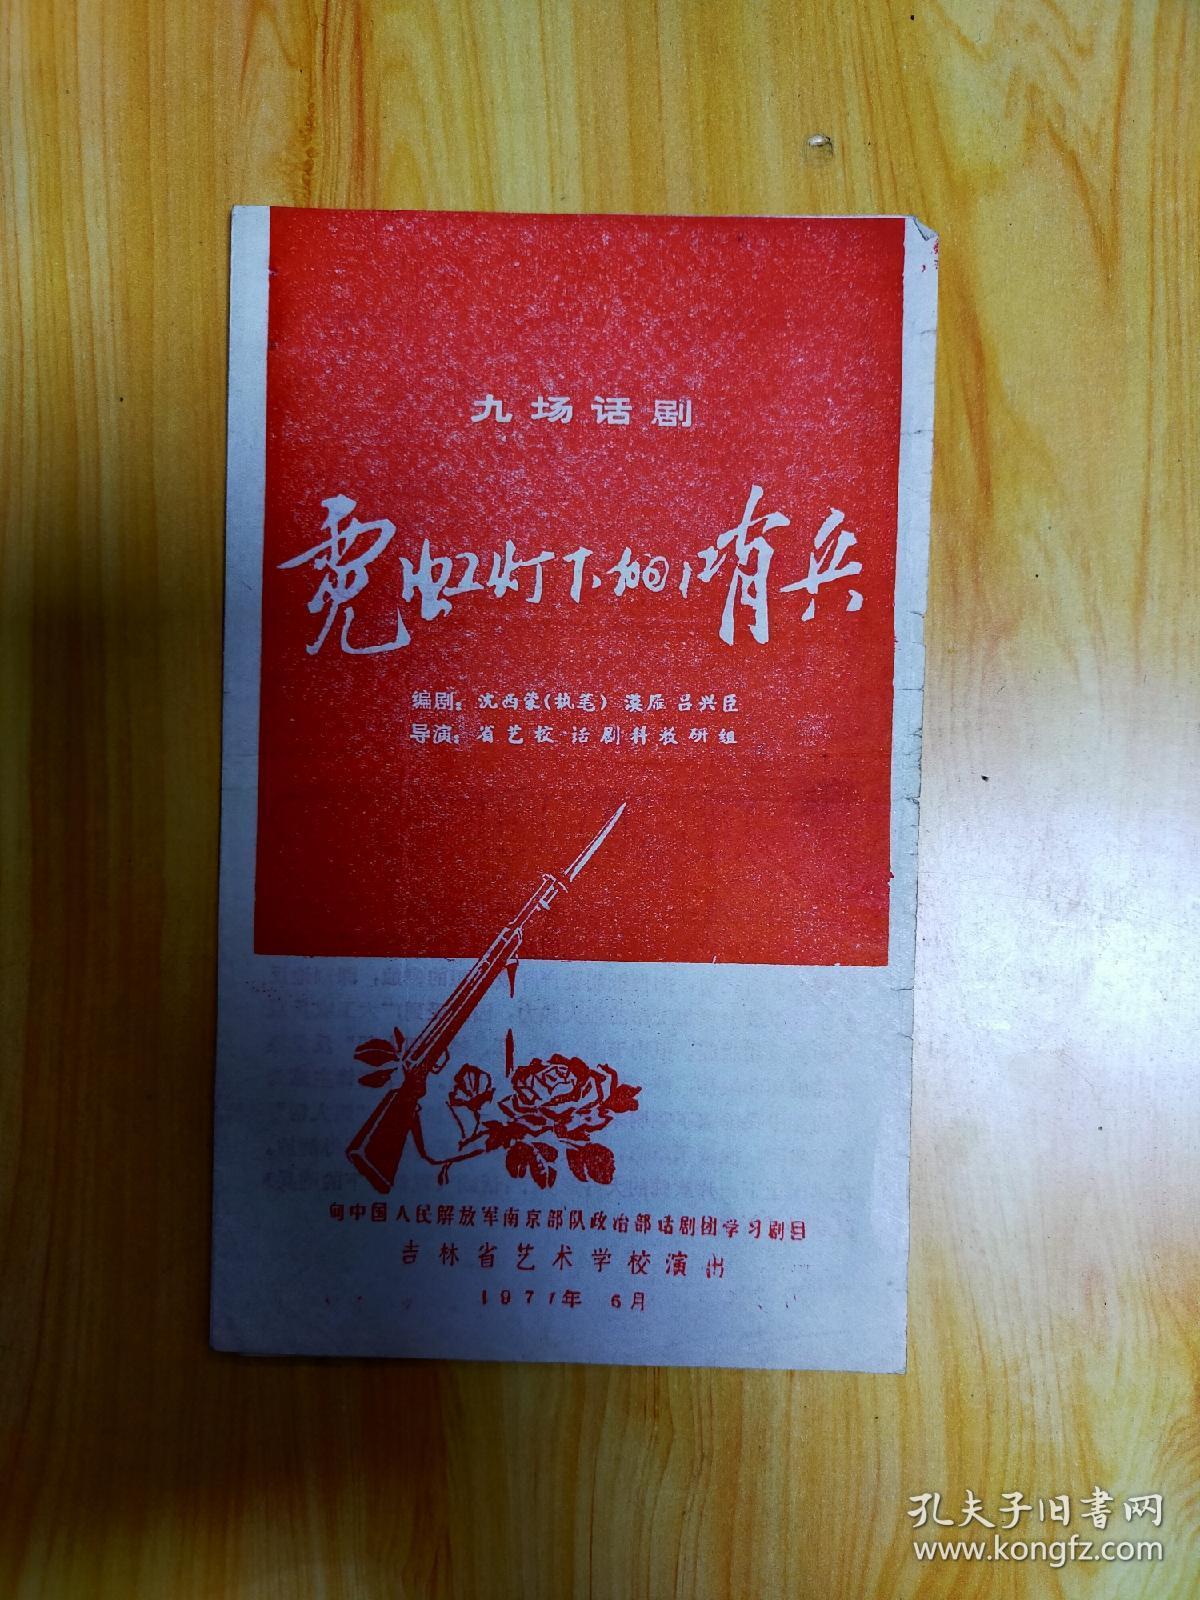 九场话剧
霓虹灯下的哨兵
编剧：沈西蒙（执笔） 漠雁 吕兴臣
导演：省艺校话剧科教研组
向中国人民解放军南京部队政治部话剧团学习剧目
吉林省艺术学校演出
1977年 6月
孔夫子旧书网
www.kongfz.com